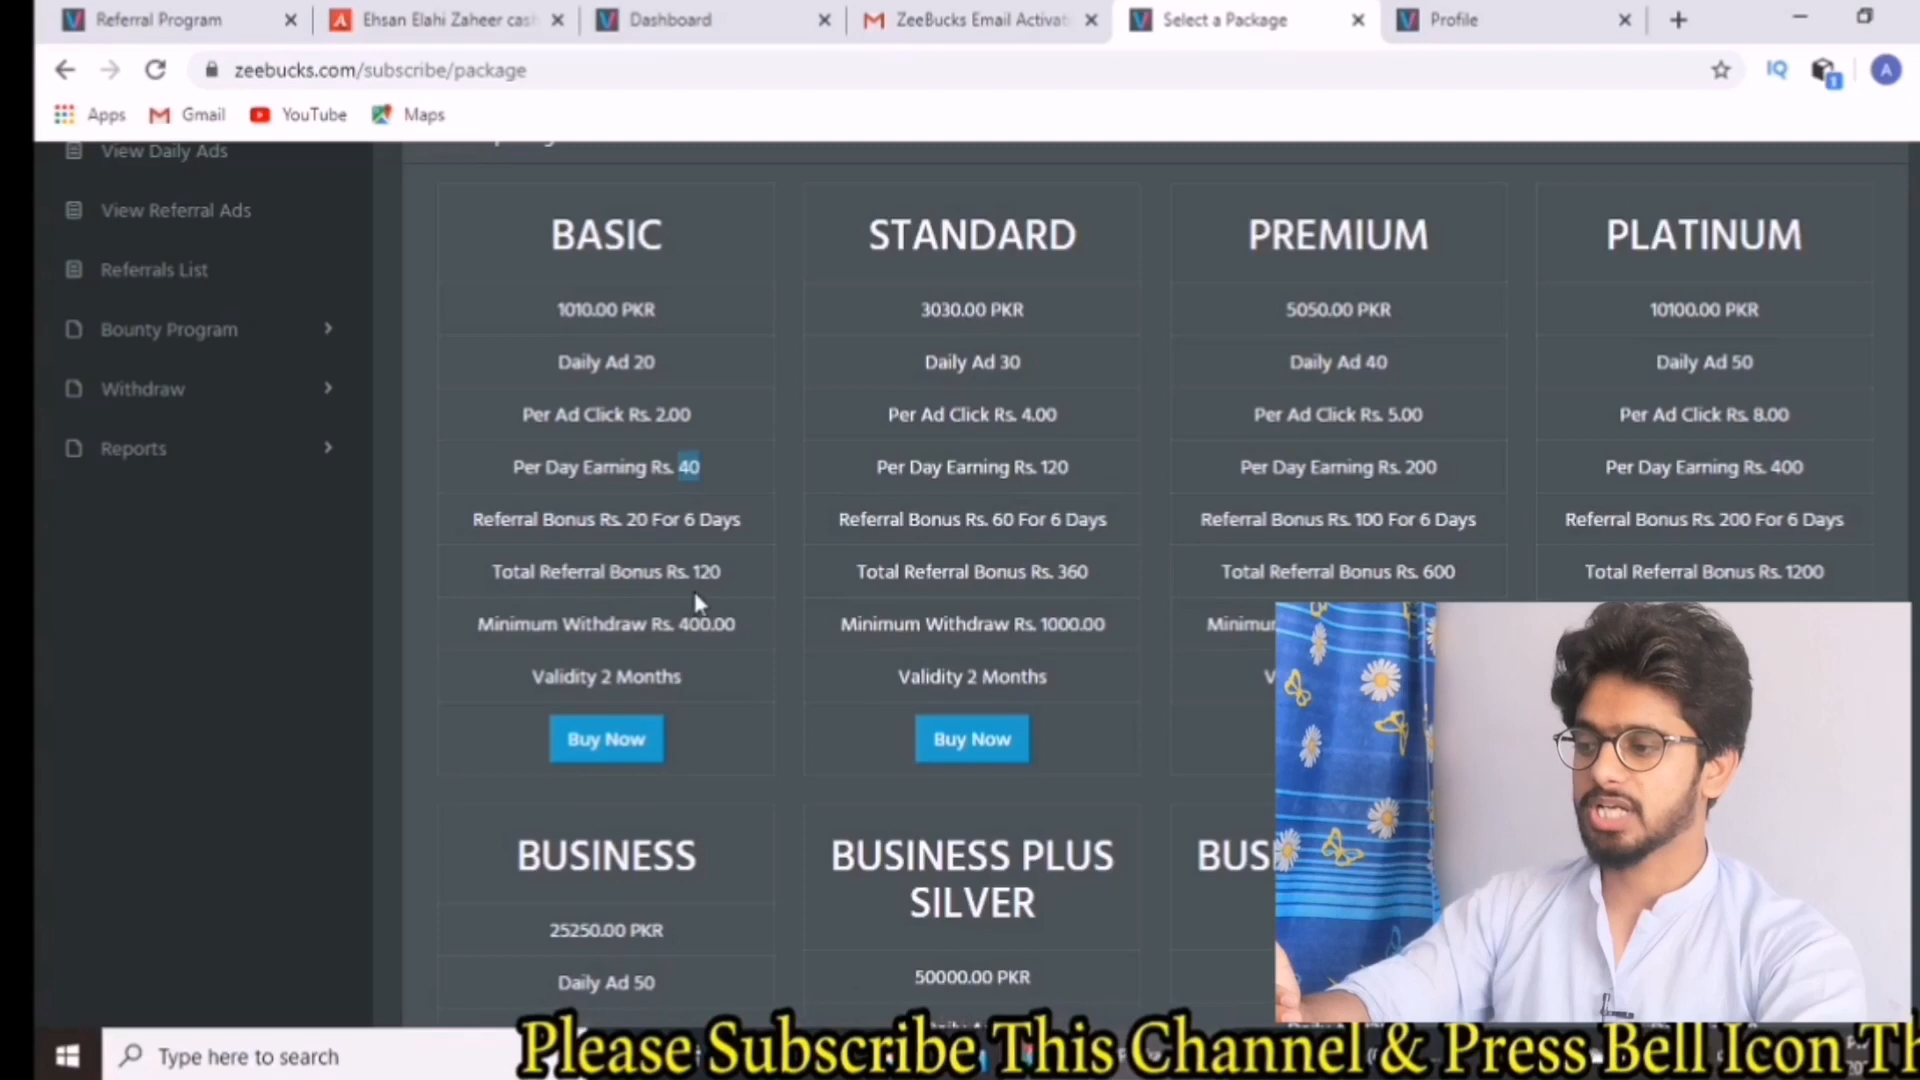 Referral Program
Ehsan Elahi Zaheer cash
Dashboard
ZeeBucks Email Activat
Select a Package
Profile
zeebucks.com/subscribe/package
IQ
A
Apps
Gmail
YouTube
Maps
View Daily Ads
View Referral Ads
Referrals List
Bounty Program
Withdraw
Reports
BASIC
1010.00 PKR
Daily Ad 20
Per Ad Click Rs. 2.00
Per Day Earning Rs. 40
Referral Bonus Rs. 20 For 6 Days
Total Referral Bonus Rs. 120
Minimum Withdraw Rs. 400.00
Validity 2 Months
Buy Now
STANDARD
3030.00 PKR
Daily Ad 30
Per Ad Click Rs. 4.00
Per Day Earning Rs. 120
Referral Bonus Rs. 60 For 6 Days
Total Referral Bonus Rs. 360
Minimum Withdraw Rs. 1000.00
Validity 2 Months
Buy Now
PREMIUM
5050.00 PKR
Daily Ad 40
Per Ad Click Rs. 5.00
Per Day Earning Rs. 200
Referral Bonus Rs. 100 For 6 Days
Total Referral Bonus Rs. 600
Minimum
V
PLATINUM
10100.00 PKR
Daily Ad 50
Per Ad Click Rs. 8.00
Per Day Earning Rs. 400
Referral Bonus Rs. 200 For 6 Days
Total Referral Bonus Rs. 1200
BUSINESS
25250.00 PKR
Daily Ad 50
BUSINESS PLUS
SILVER
50000.00 PKR
BUS
Type here to search
Please Subscribe This Channel & Press Bell Icon Th